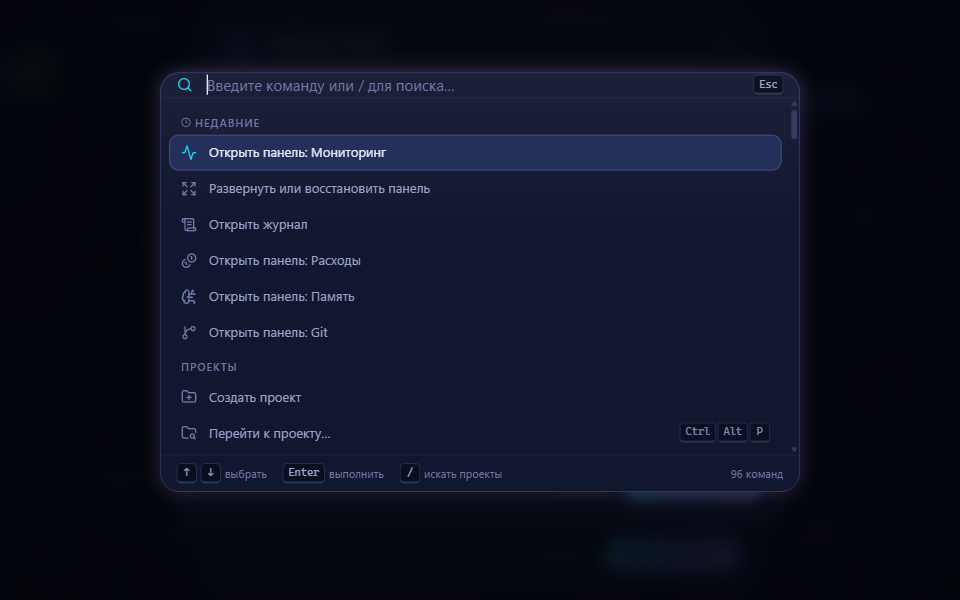 Введите команду или / для поиска...
Esc
НЕДАВНИЕ
Открыть панель: Мониторинг
Развернуть или восстановить панель
Открыть журнал
Открыть панель: Расходы
Открыть панель: Память
Открыть панель: Git
ПРОЕКТЫ
Создать проект
Перейти к проекту... Ctrl Alt P
↑ ↓ выбрать Enter выполнить / искать проекты 96 команд